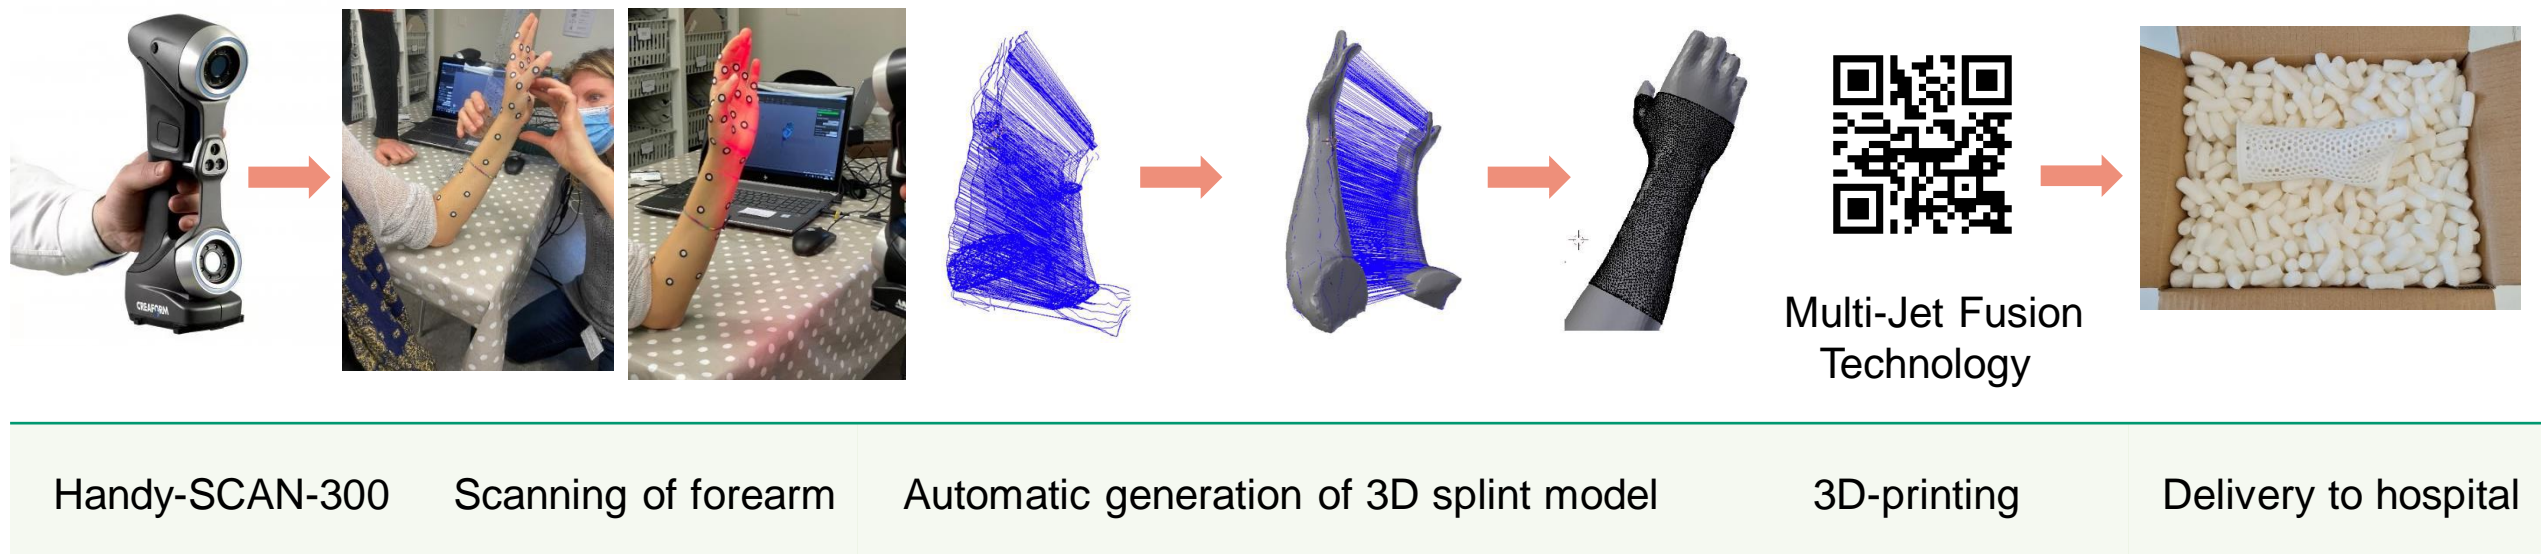 CREAFORM
Multi-Jet Fusion
Technology
Handy-SCAN-300
Scanning of forearm
Automatic generation of 3D splint model
3D-printing
Delivery to hospital